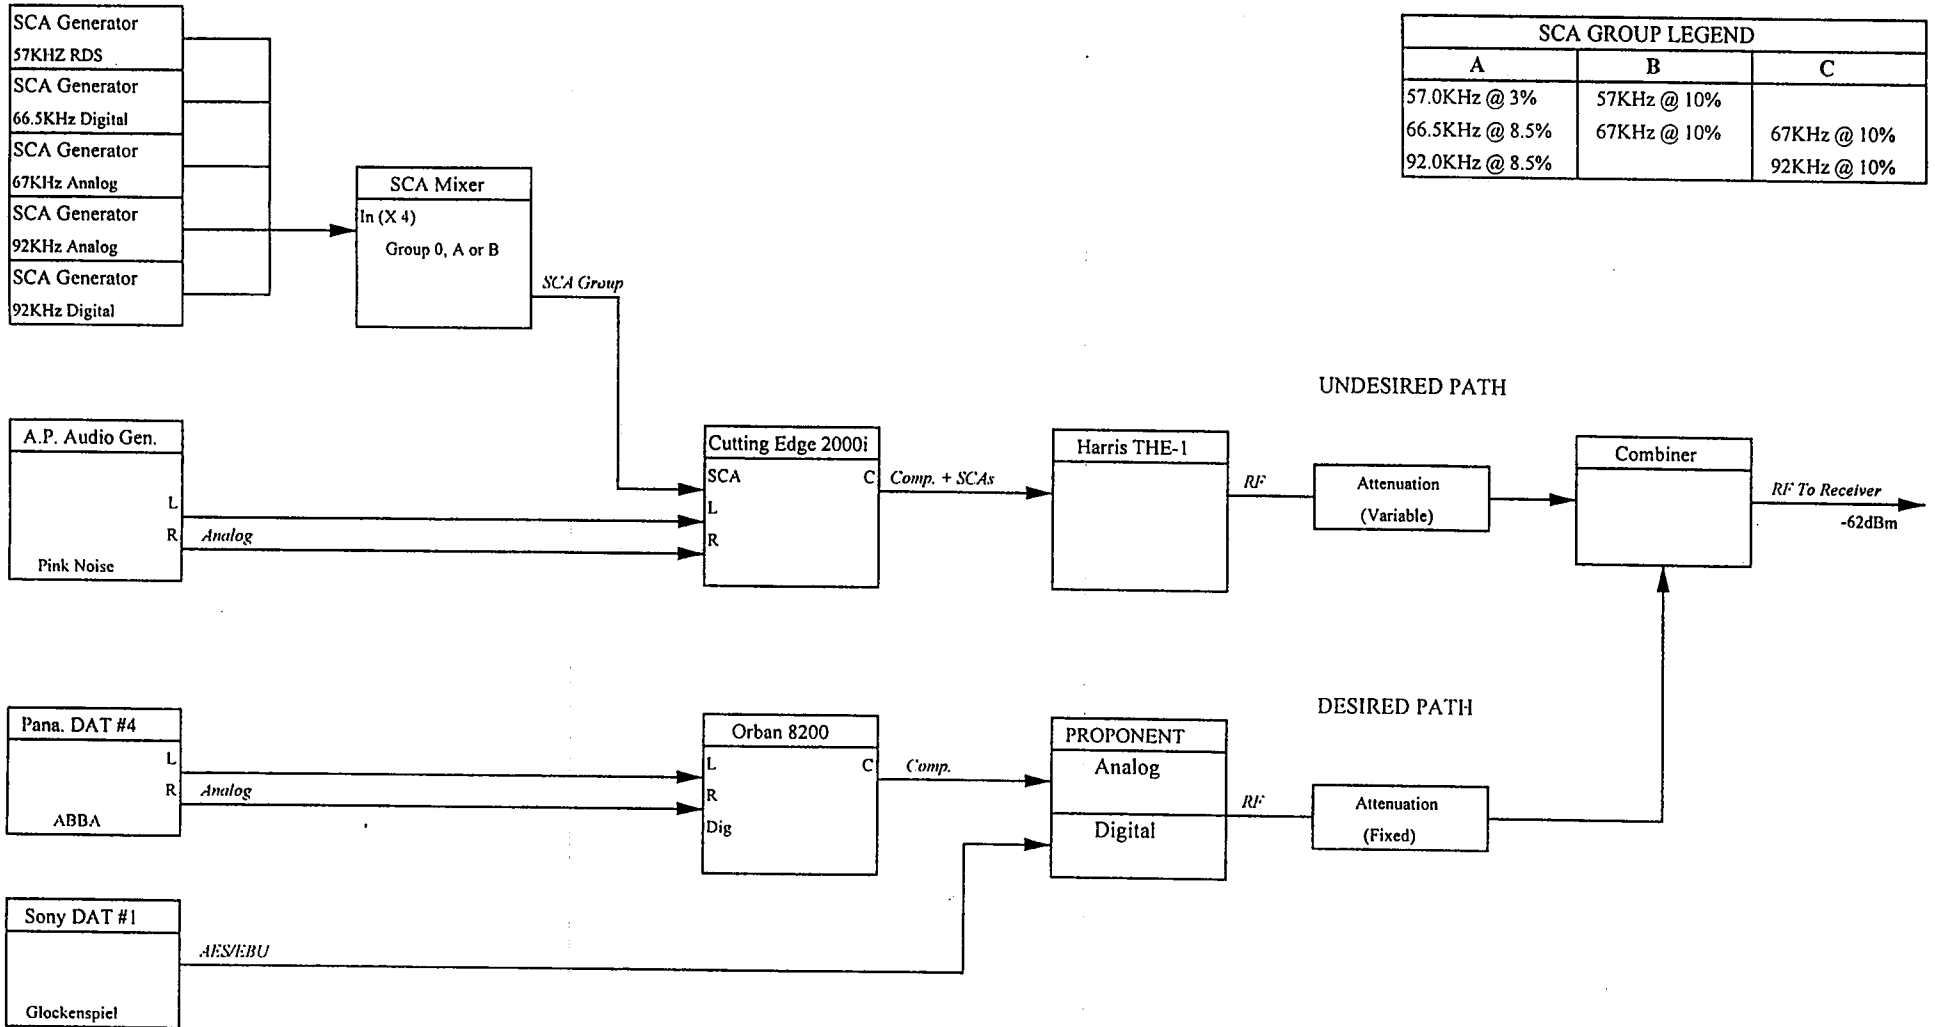 SCA Generator
57KHZ RDS
SCA Generator
66.5KHz Digital
SCA Generator
67KHz Analog
SCA Generator
92KHz Analog
SCA Generator
92KHz Digital
SCA Mixer
In (X 4)
Group 0, A or B
SCA Group
SCA GROUP LEGEND
A B C
57.0KHz @ 3% 57KHz @ 10%
66.5KHz @ 8.5% 67KHz @ 10% 67KHz @ 10%
92.0KHz @ 8.5% 92KHz @ 10%
UNDESIRED PATH
A.P. Audio Gen.
L
R
Pink Noise
Analog
Cutting Edge 2000i
SCA C
L
R
Comp. + SCAs
Harris THE-1
RF
Attenuation
(Variable)
Combiner
RF To Receiver
-62dBm
DESIRED PATH
Pana. DAT #4
L
R
ABBA
Analog
Orban 8200
L C
R
Dig
Comp.
PROPONENT
Analog
Digital
RF
Attenuation
(Fixed)
Sony DAT #1
Glockenspiel
AES/EBU